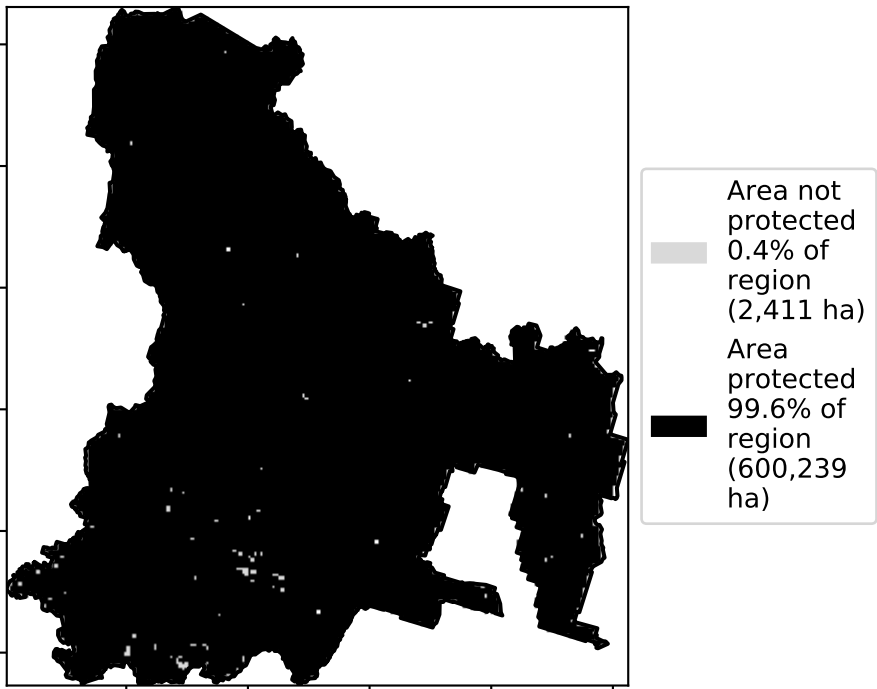 Area not
protected
0.4% of
region
(2,411 ha)
Area
protected
99.6% of
region
(600,239
ha)